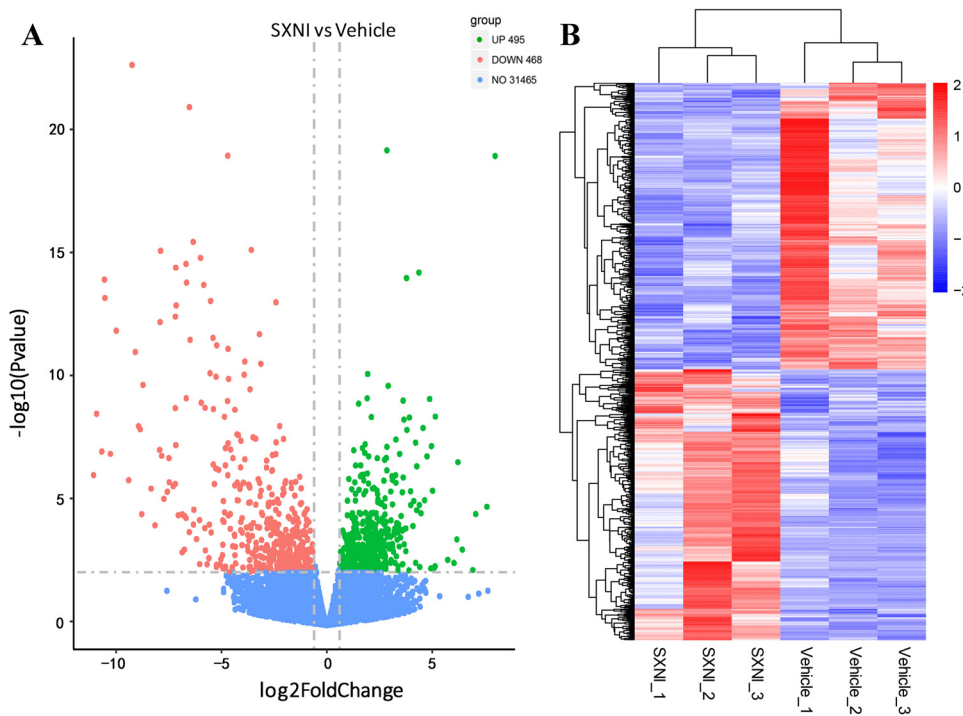 A
SXNI vs Vehicle
group
UP 495
DOWN 468
NO 31465
-log10(Pvalue)
20
15
10
5
0
−10
−5
0
5
log2FoldChange
B
2
1
0
−1
SXNI_1
SXNI_2
SXNI_3
Vehicle_1
Vehicle_2
Vehicle_3